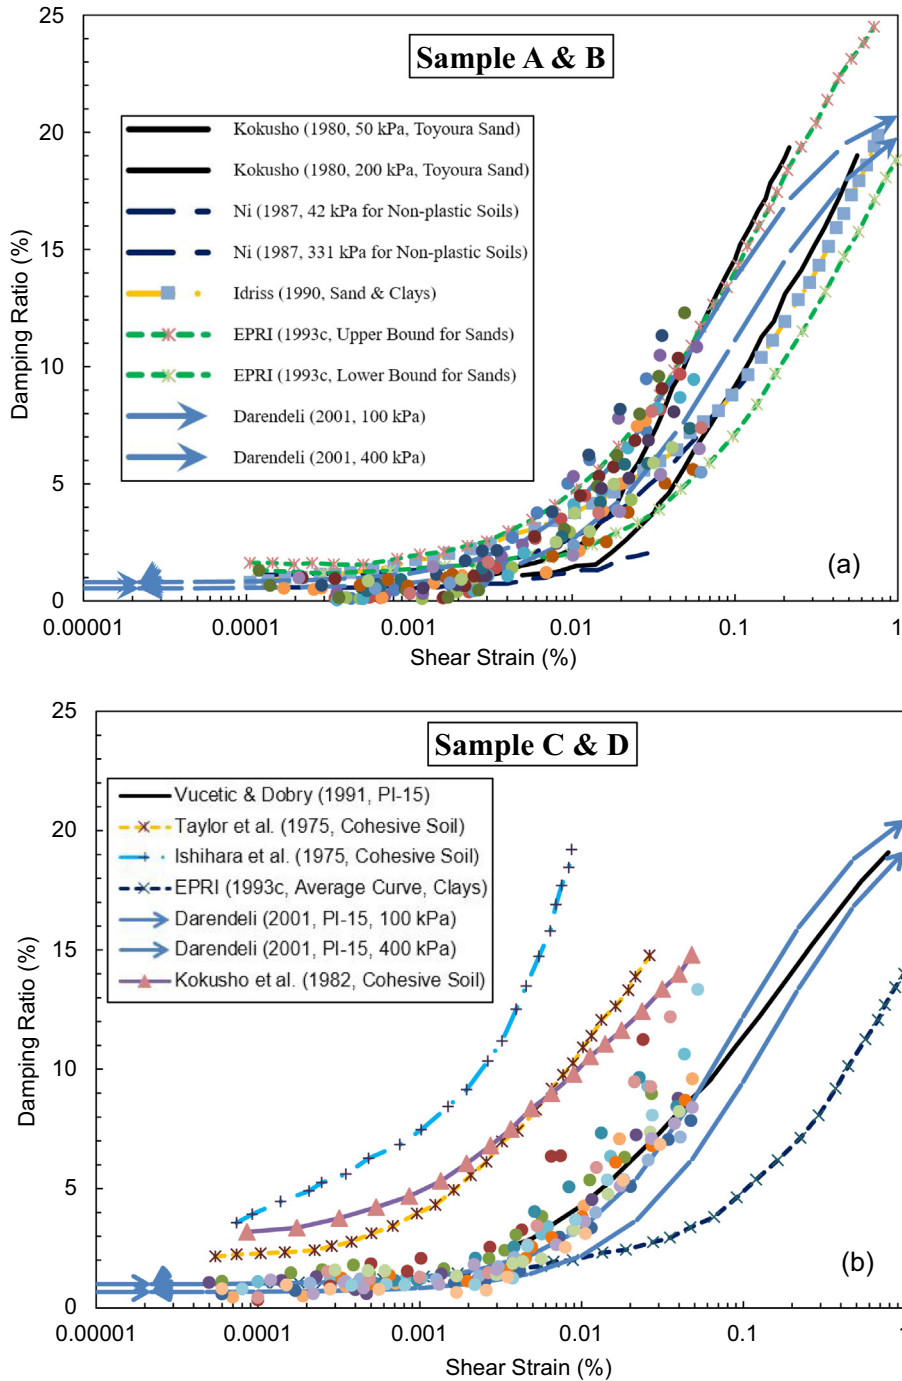 25
Sample A & B
20
Kokusho (1980, 50 kPa, Toyoura Sand)
Kokusho (1980, 200 kPa, Toyoura Sand)
Ni (1987, 42 kPa for Non-plastic Soils)
Ni (1987, 331 kPa for Non-plastic Soils)
15
Idriss (1990, Sand & Clays)
EPRI (1993c, Upper Bound for Sands)
10
EPRI (1993c, Lower Bound for Sands)
Darendeli (2001, 100 kPa)
Darendeli (2001, 400 kPa)
5
(a)
0
Damping Ratio (%)
0.00001 0.0001 0.001 0.01 0.1 1
Shear Strain (%)
25
Sample C & D
Vucetic & Dobry (1991, PI-15)
20
Taylor et al. (1975, Cohesive Soil)
Ishihara et al. (1975, Cohesive Soil)
EPRI (1993c, Average Curve, Clays)
Darendeli (2001, PI-15, 100 kPa)
15
Darendeli (2001, PI-15, 400 kPa)
Kokusho et al. (1982, Cohesive Soil)
10
5
(b)
0
Damping Ratio (%)
0.00001 0.0001 0.001 0.01 0.1 1
Shear Strain (%)